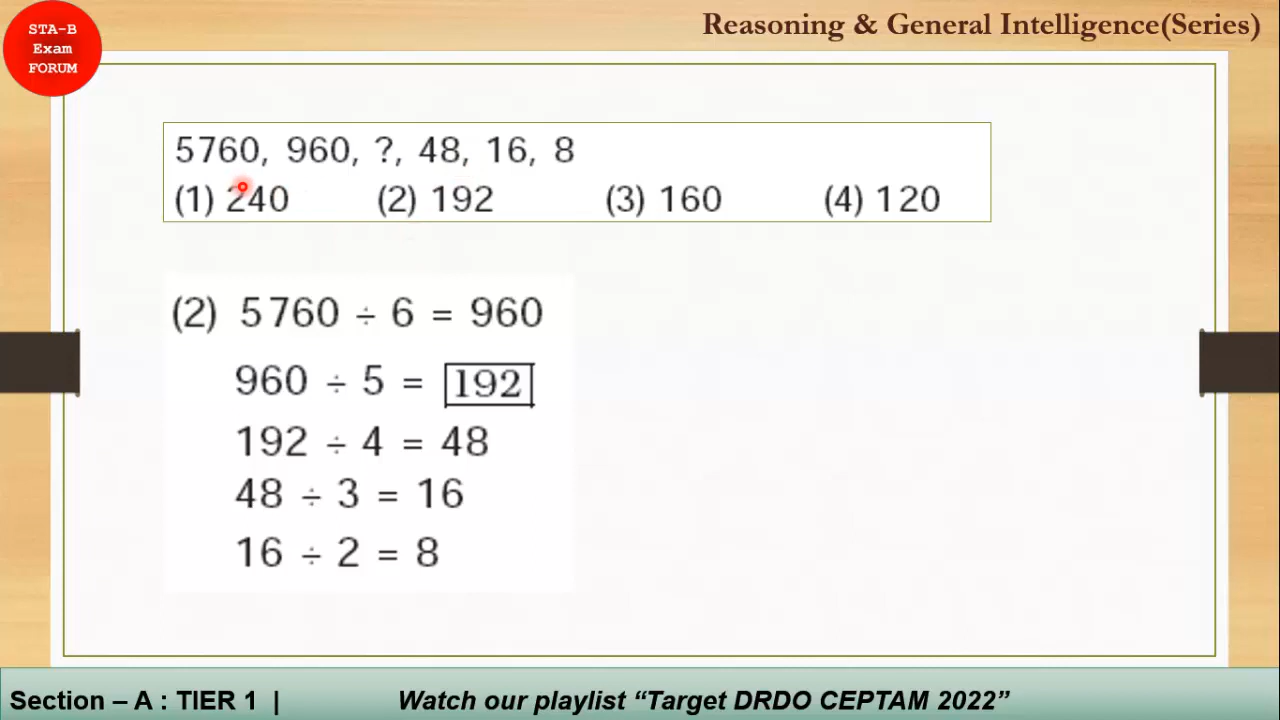 STA-B
Exam
FORUM
Reasoning & General Intelligence(Series)
5760, 960, ?, 48, 16, 8
(1) 240 (2) 192 (3) 160 (4) 120
(2) 5760 ÷ 6 = 960
960 ÷ 5 = 192
192 ÷ 4 = 48
48 ÷ 3 = 16
16 ÷ 2 = 8
Section – A : TIER 1 | Watch our playlist “Target DRDO CEPTAM 2022”